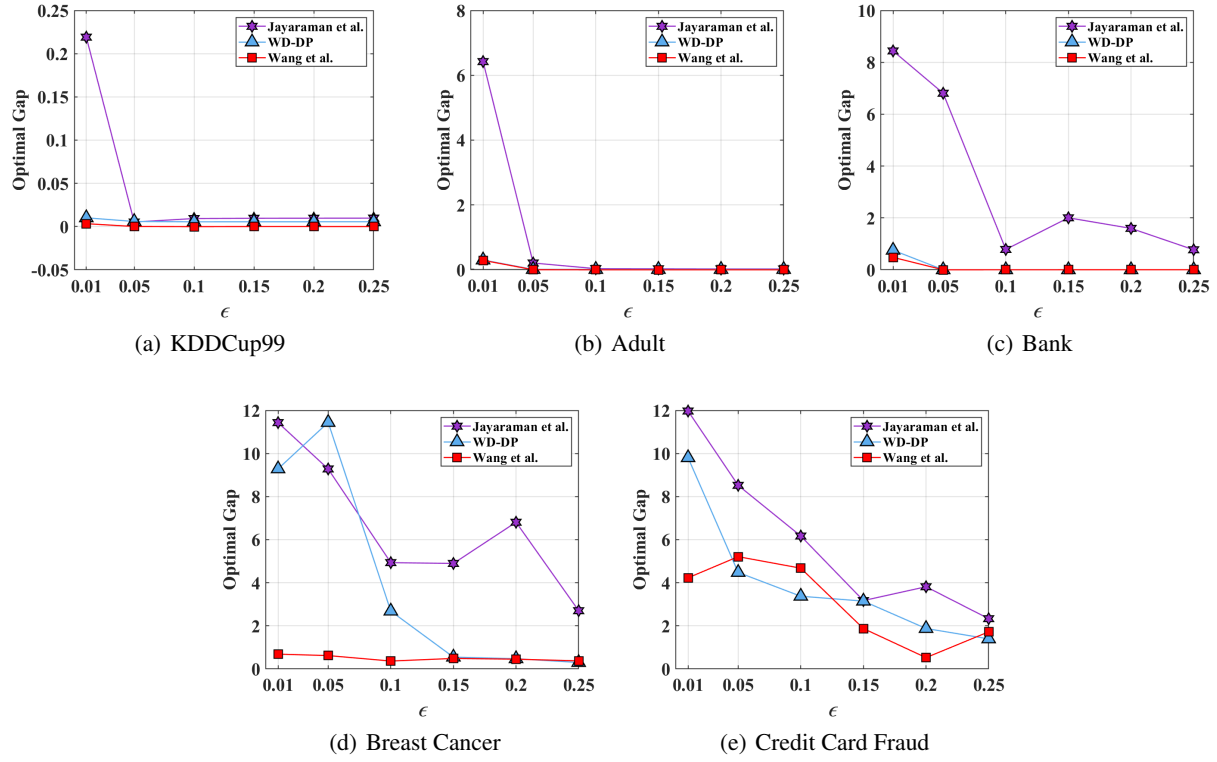 0.25
0.2
0.15
0.1
0.05
0
-0.05
Optimal Gap
Jayaraman et al.
WD-DP
Wang et al.
0.01 0.05 0.1 0.15 0.2 0.25
ϵ
(a) KDDCup99
8
6
4
2
0
Optimal Gap
Jayaraman et al.
WD-DP
Wang et al.
0.01 0.05 0.1 0.15 0.2 0.25
ϵ
(b) Adult
10
8
6
4
2
0
Optimal Gap
Jayaraman et al.
WD-DP
Wang et al.
0.01 0.05 0.1 0.15 0.2 0.25
ϵ
(c) Bank
12
10
8
6
4
2
0
Optimal Gap
Jayaraman et al.
WD-DP
Wang et al.
0.01 0.05 0.1 0.15 0.2 0.25
ϵ
(d) Breast Cancer
12
10
8
6
4
2
0
Optimal Gap
Jayaraman et al.
WD-DP
Wang et al.
0.01 0.05 0.1 0.15 0.2 0.25
ϵ
(e) Credit Card Fraud